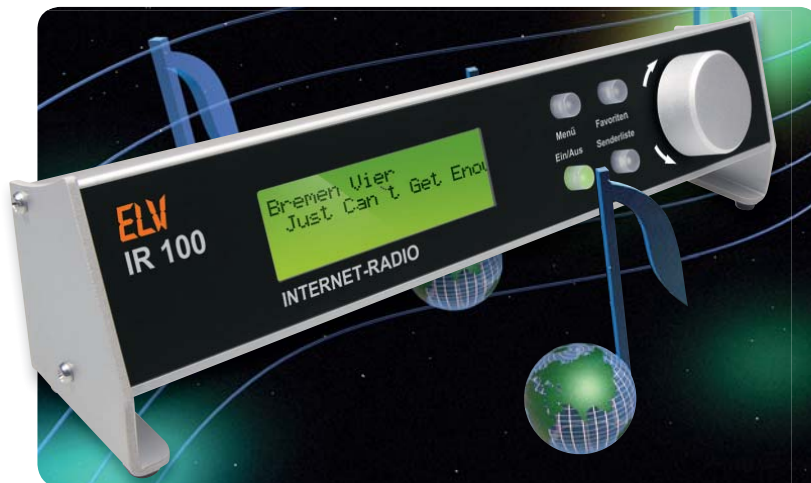 ELV
IR 100
Bremen Vier
Just Can`t Get Enou
INTERNET-RADIO
Menü
Favoriten
Ein/Aus
Senderliste